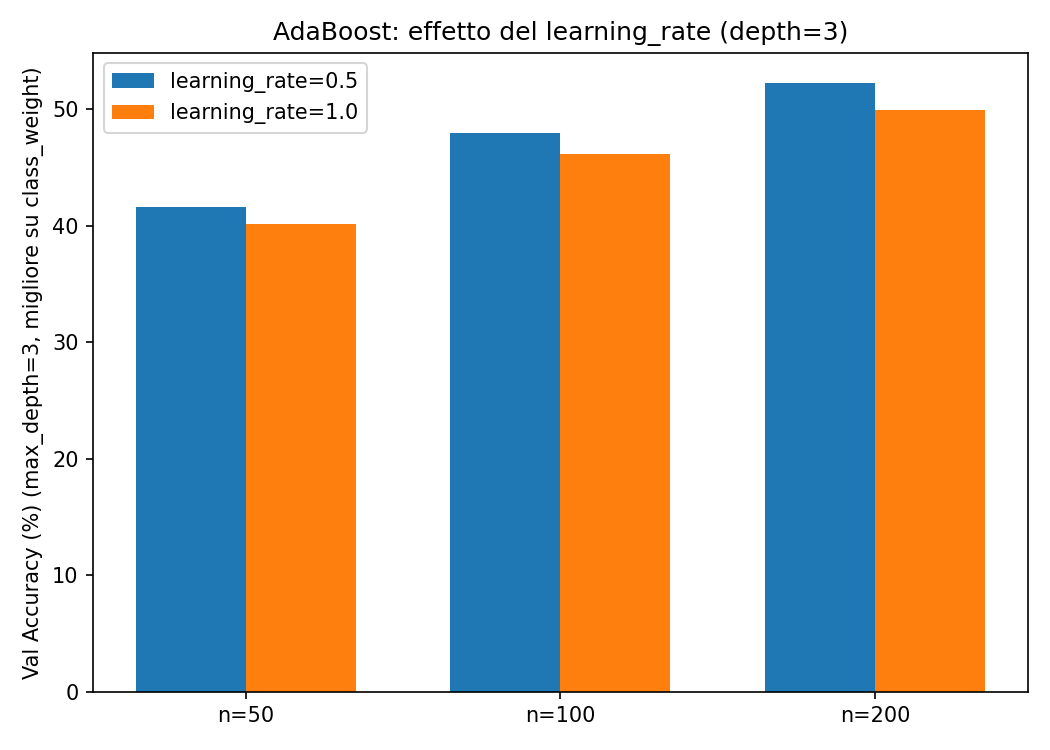 AdaBoost: effetto del learning_rate (depth=3)
learning_rate=0.5
learning_rate=1.0
Val Accuracy (%) (max_depth=3, migliore su class_weight)
50
40
30
20
10
0
n=50
n=100
n=200